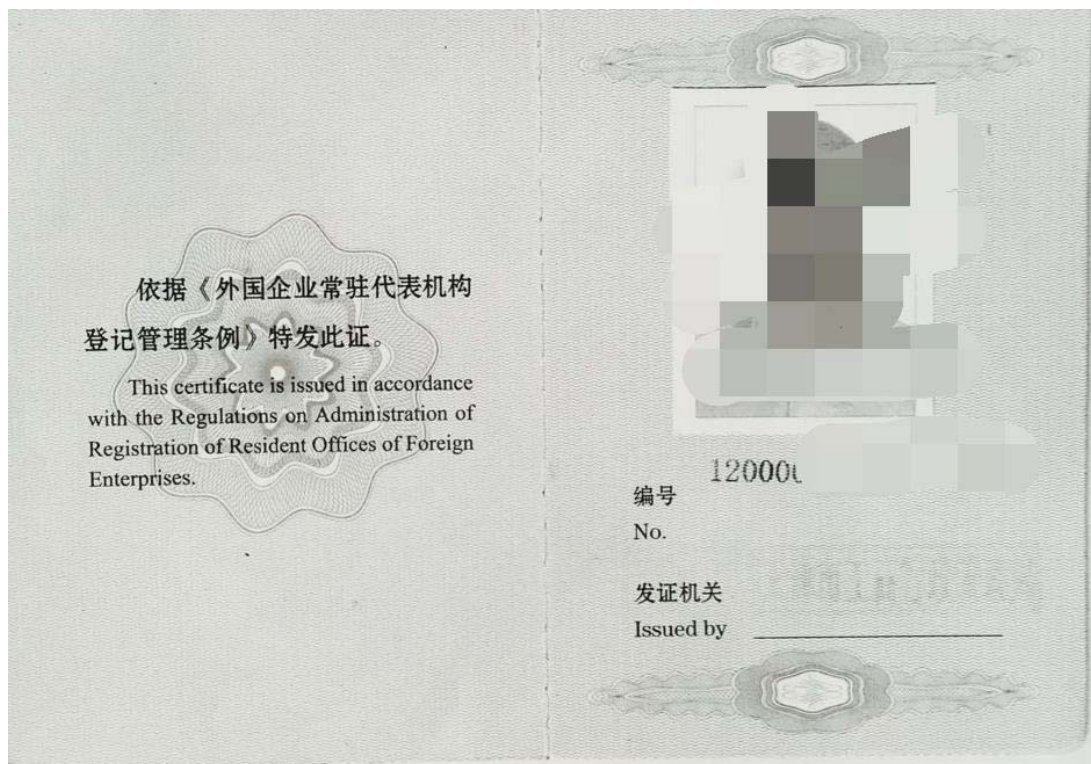 依据《外国企业常驻代表机构
登记管理条例》特发此证。
This certificate is issued in accordance
with the Regulations on Administration of
Registration of Resident Offices of Foreign
Enterprises.
12000
编号
No.
发证机关
Issued by